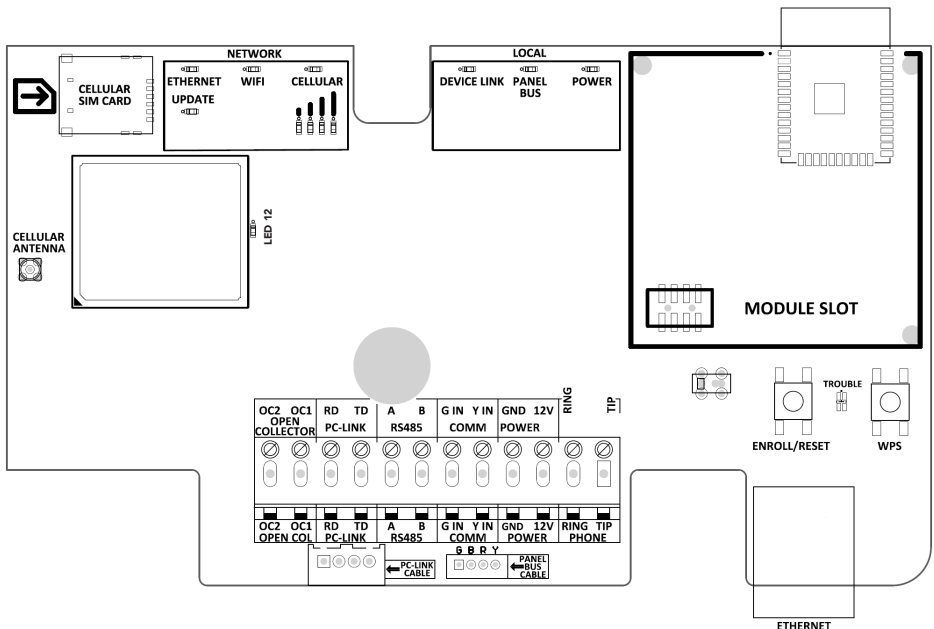 NETWORK
LOCAL
ETHERNET WIFI CELLULAR
UPDATE
DEVICE LINK PANEL BUS POWER
CELLULAR
SIM CARD
LED 12
CELLULAR
ANTENNA
MODULE SLOT
TROUBLE
ENROLL/RESET
WPS
RING
TIP
OC2 OC1 RD TD A B G IN Y IN GND 12V
OPEN
COLLECTOR PC-LINK RS485 COMM POWER
OC2 OC1 RD TD A B G IN Y IN GND 12V RING TIP
OPEN COL PC-LINK RS485 COMM POWER PHONE
G B R Y
PC-LINK
CABLE
PANEL
BUS
CABLE
ETHERNET